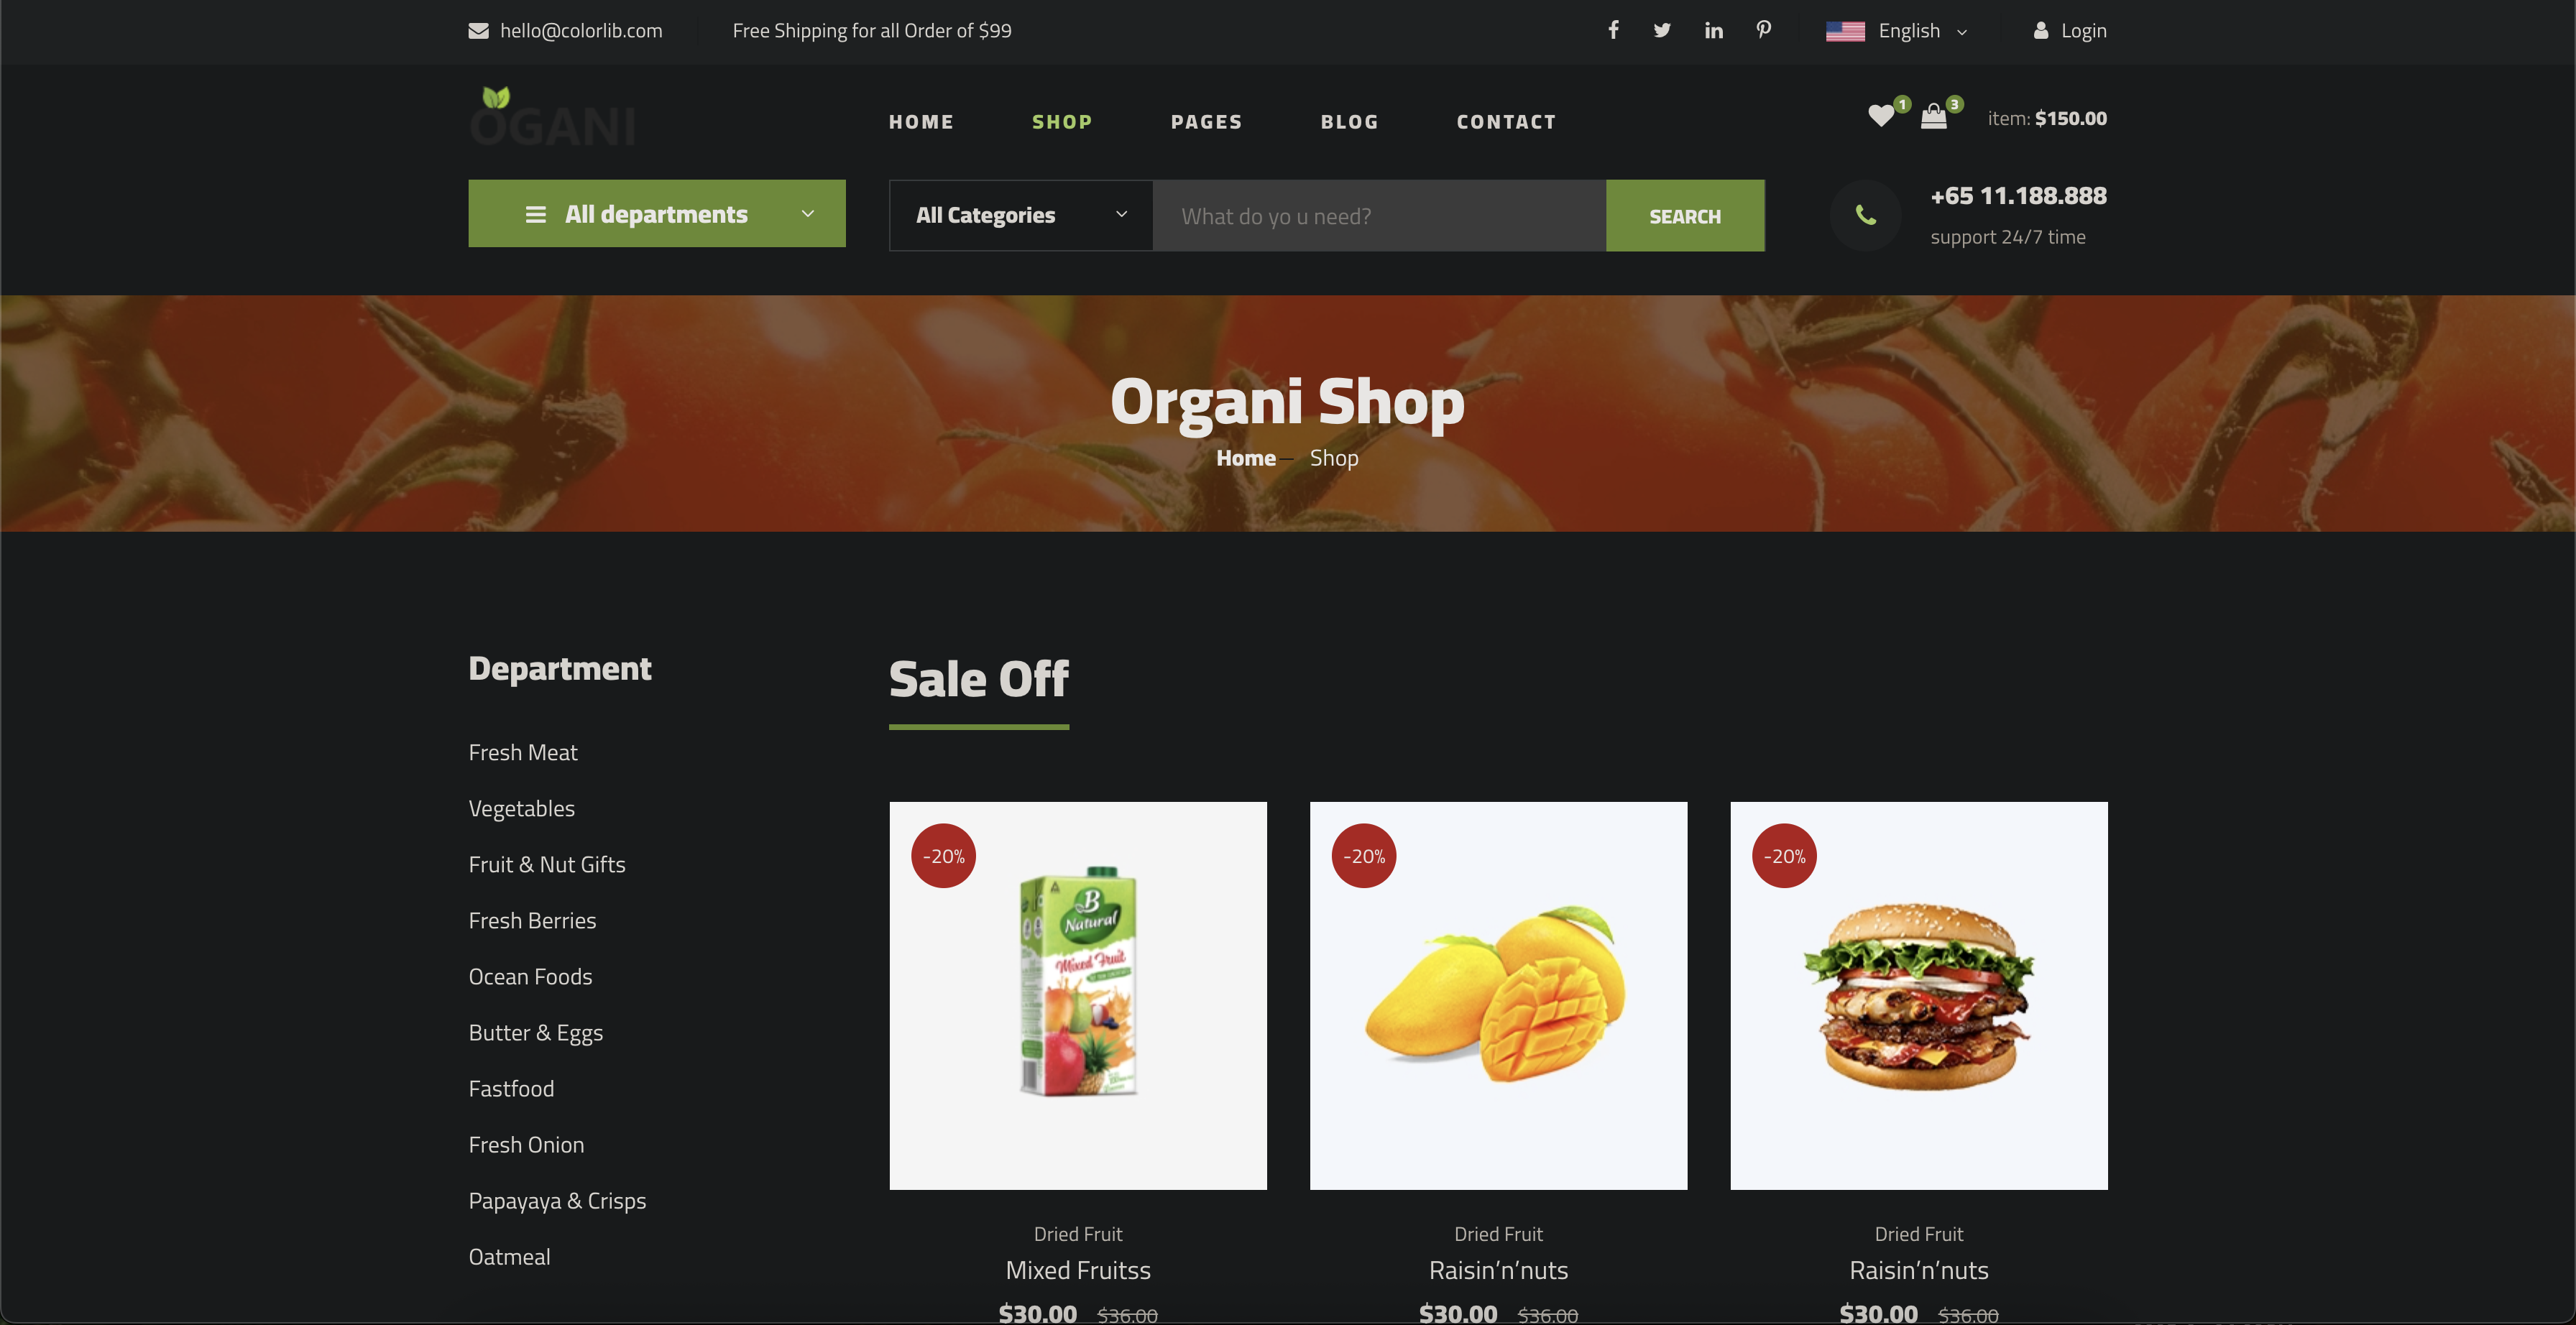 hello@colorlib.com
Free Shipping for all Order of $99
English
Login
OGANI
HOME
SHOP
PAGES
BLOG
CONTACT
1
3
item: $150.00
All departments
All Categories
What do yo u need?
SEARCH
+65 11.188.888
support 24/7 time
Organi Shop
Home
Shop
Department
Fresh Meat
Vegetables
Fruit & Nut Gifts
Fresh Berries
Ocean Foods
Butter & Eggs
Fastfood
Fresh Onion
Papayaya & Crisps
Oatmeal
Sale Off
-20%
B
Natural
Mixed Fruit
Dried Fruit
Mixed Fruitss
$30.00 $36.00
-20%
Dried Fruit
Raisin’n’nuts
$30.00 $36.00
-20%
Dried Fruit
Raisin’n’nuts
$30.00 $36.00